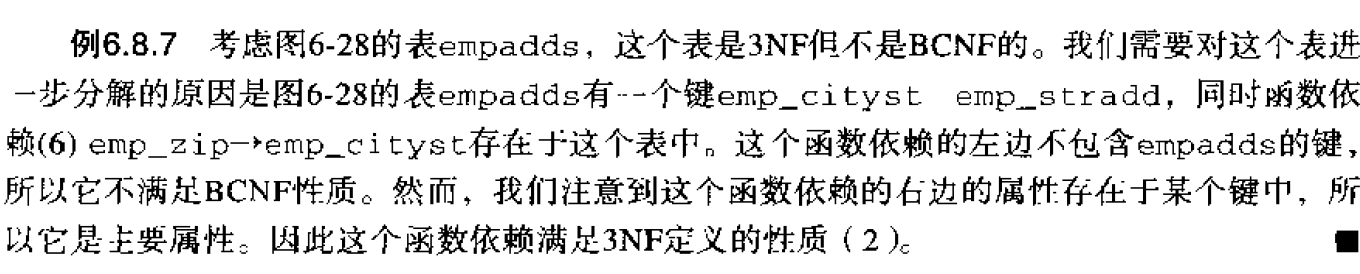 例6.8.7 考虑图6-28的表empadds，这个表是3NF但不是BCNF的。我们需要对这个表进
一步分解的原因是图6-28的表empadds有一个键emp_cityst emp_stradd，同时函数依
赖(6) emp_zip→emp_cityst存在于这个表中。这个函数依赖的左边不包含empadds的键，
所以它不满足BCNF性质。然而，我们注意到这个函数依赖的右边的属性存在于某个键中，所
以它是主要属性。因此这个函数依赖满足3NF定义的性质（2）。 ■